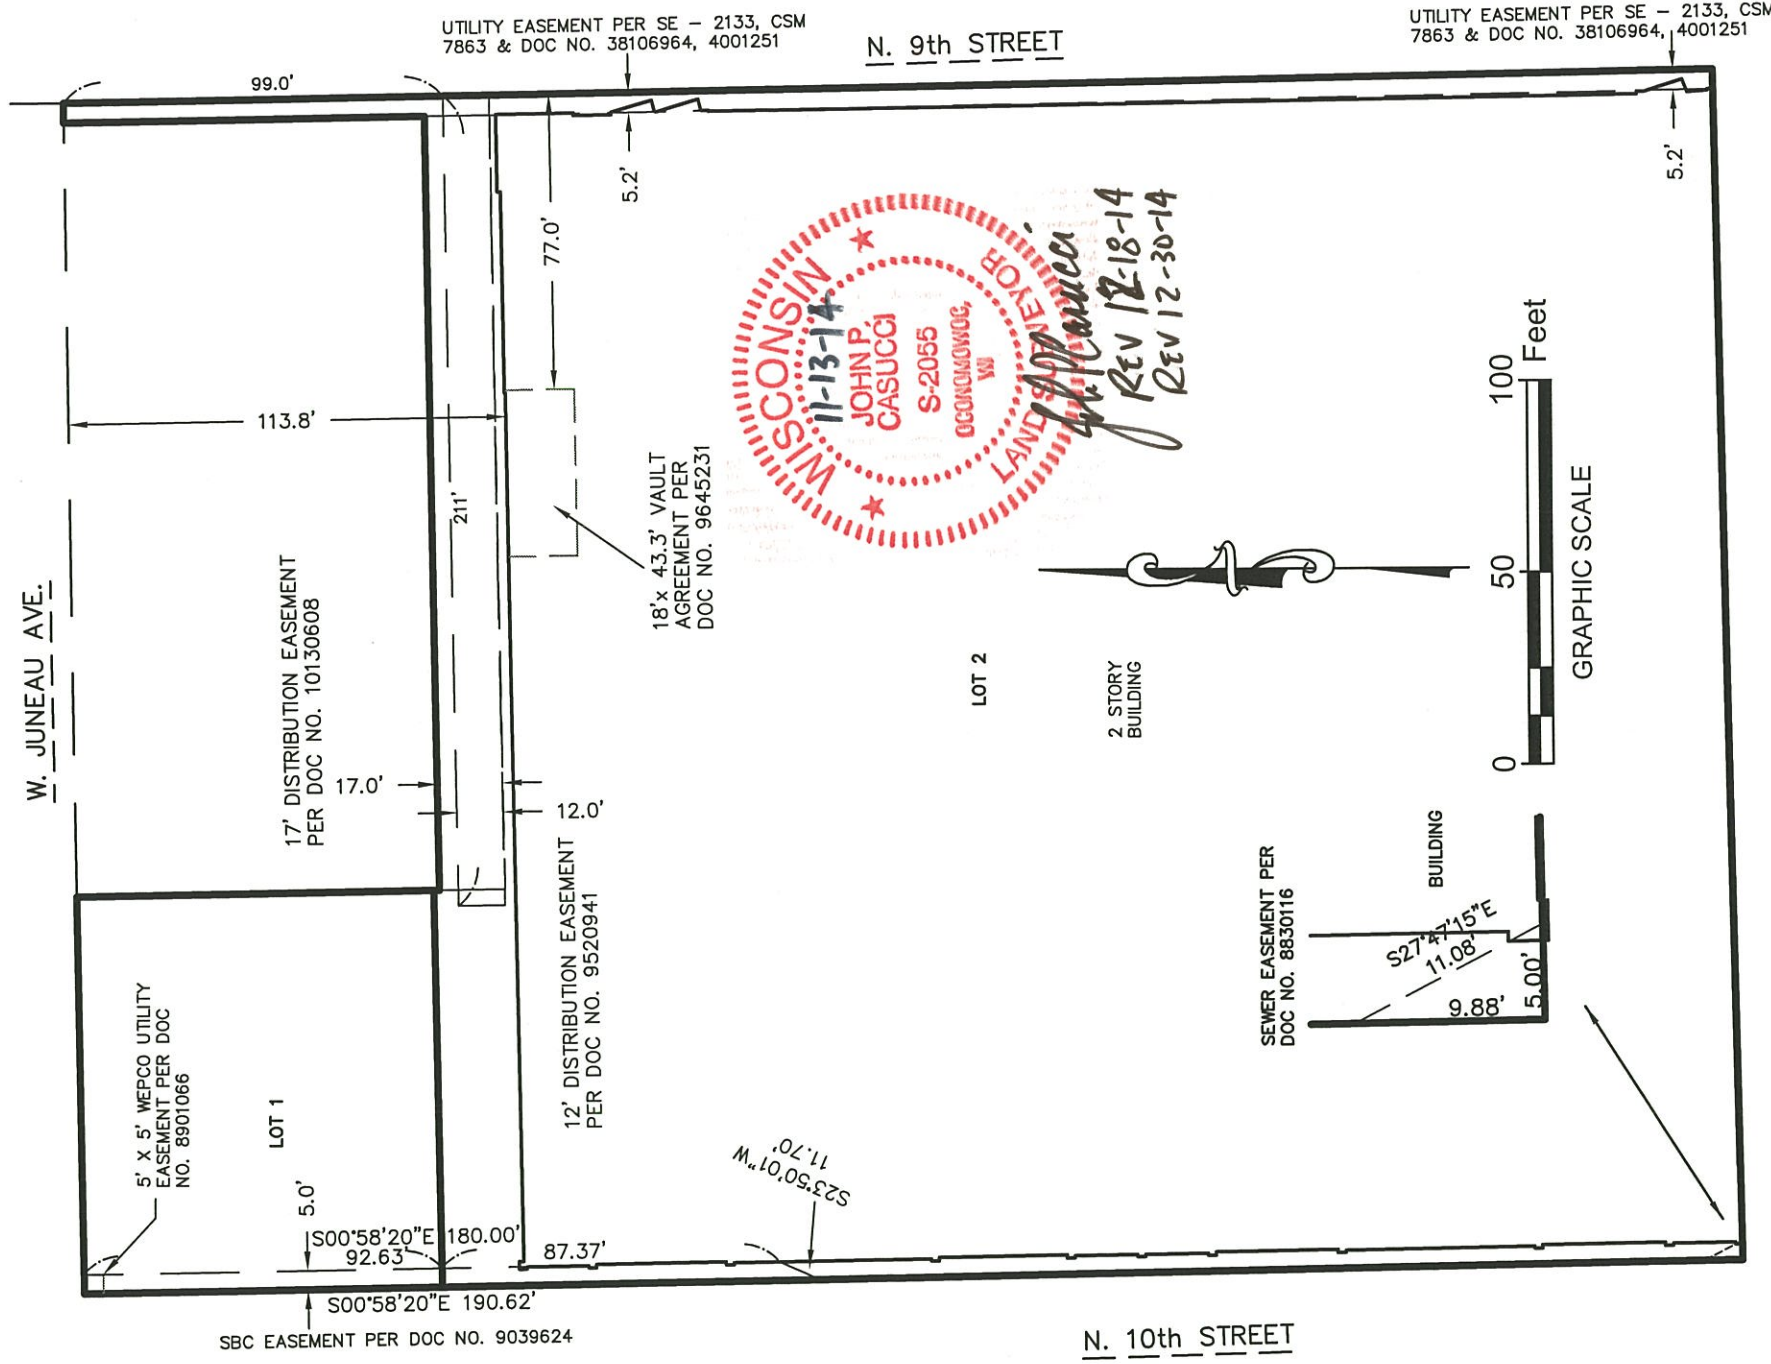 UTILITY EASEMENT PER SE – 2133, CSM
7863 & DOC NO. 38106964, 4001251
N. 9th STREET
UTILITY EASEMENT PER SE – 2133, CSM
7863 & DOC NO. 38106964, 4001251
99.0'
5.2'
5.2'
77.0'
113.8'
211'
W. JUNEAU AVE.
17' DISTRIBUTION EASEMENT
PER DOC NO. 10130608
17.0'
12.0'
12' DISTRIBUTION EASEMENT
PER DOC NO. 9520941
18'x 43.3' VAULT
AGREEMENT PER
DOC NO. 9645231
WISCONSIN
11-13-14
JOHN P.
CASUCCI
S-2055
OCONOMOWOC,
WI
LAND SURVEYOR
REV 12-18-14
REV 12-30-14
LOT 2
2 STORY
BUILDING
0 50 100
Feet
GRAPHIC SCALE
SEWER EASEMENT PER
DOC NO. 8830116
BUILDING
S27°47'15"E
11.08'
9.88'
5.00'
5' X 5' WEPCO UTILITY
EASEMENT PER DOC
NO. 8901066
LOT 1
5.0'
S00°58'20"E 180.00'
92.63'
87.37'
S23°50'01"W
11.70'
S00°58'20"E 190.62'
SBC EASEMENT PER DOC NO. 9039624
N. 10th STREET